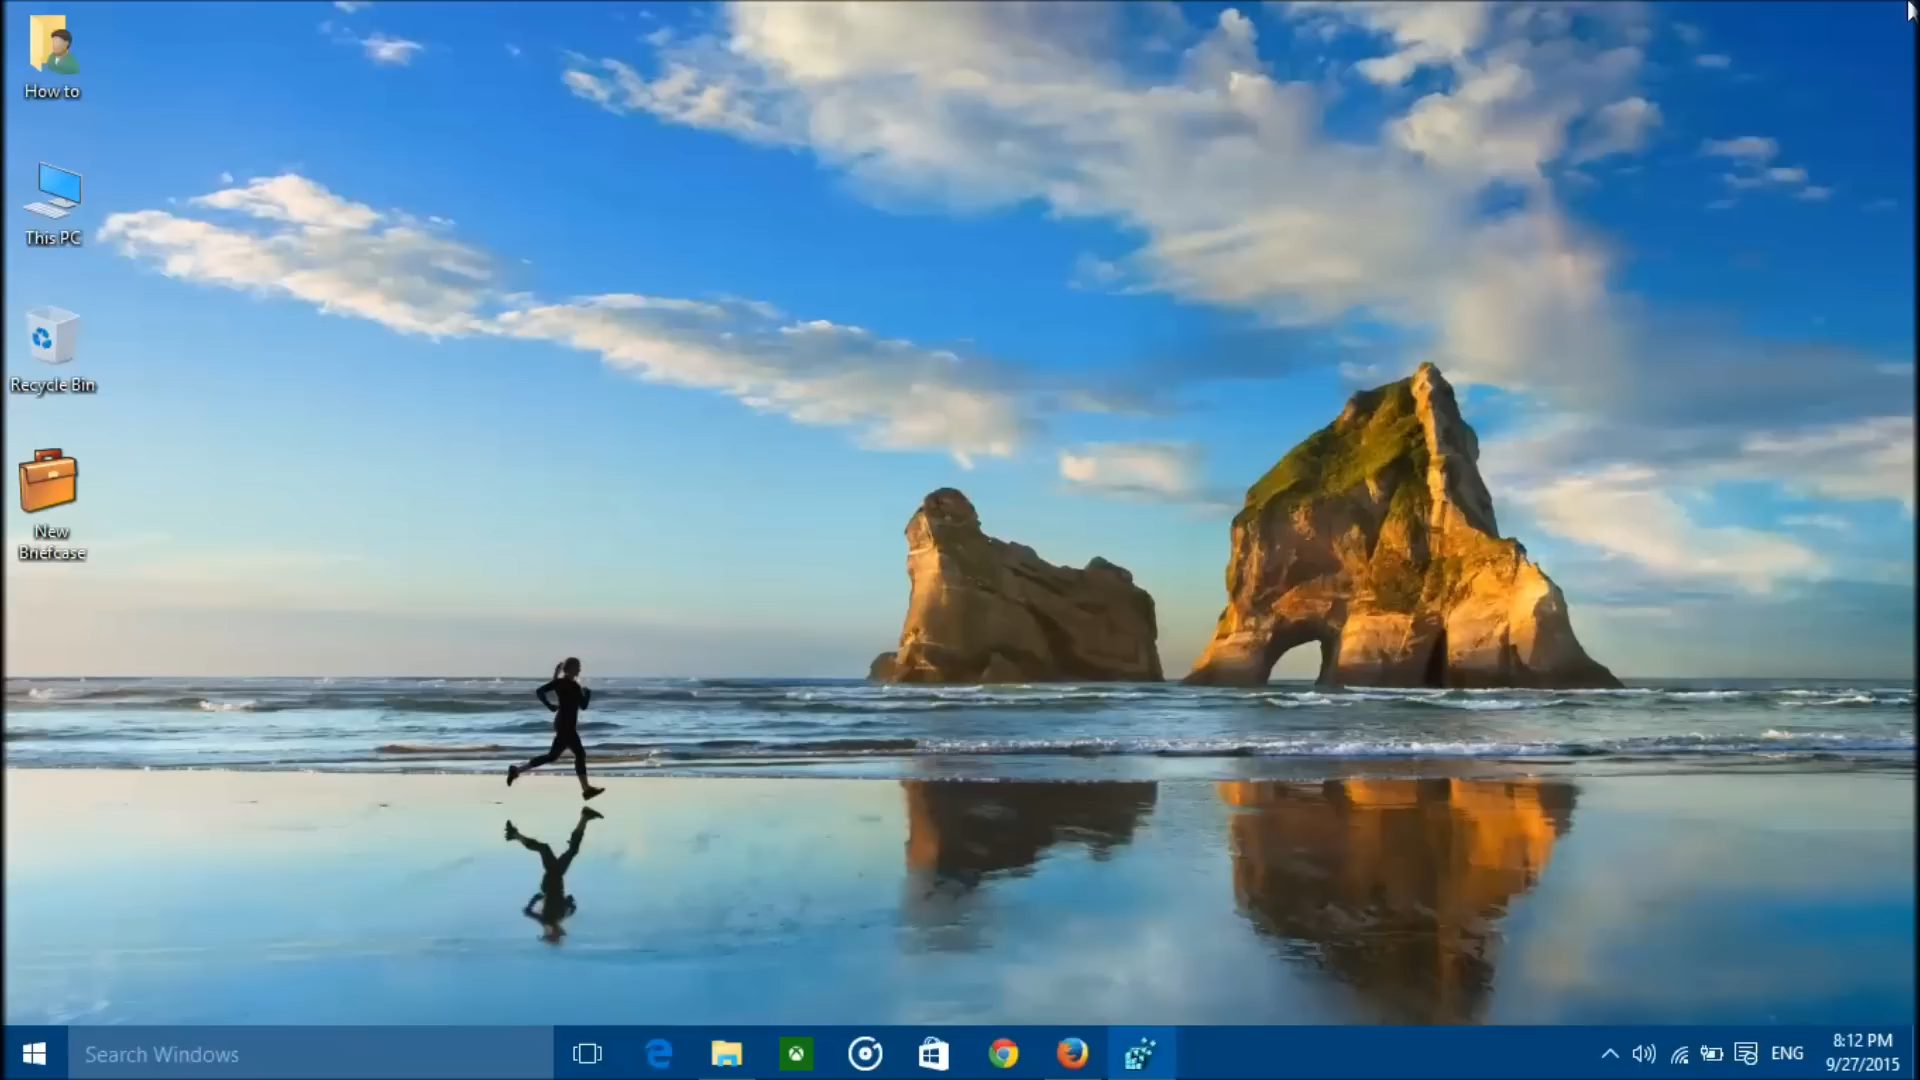 How to
This PC
Recycle Bin
New
Briefcase
Search Windows
ENG
8:12 PM
9/27/2015